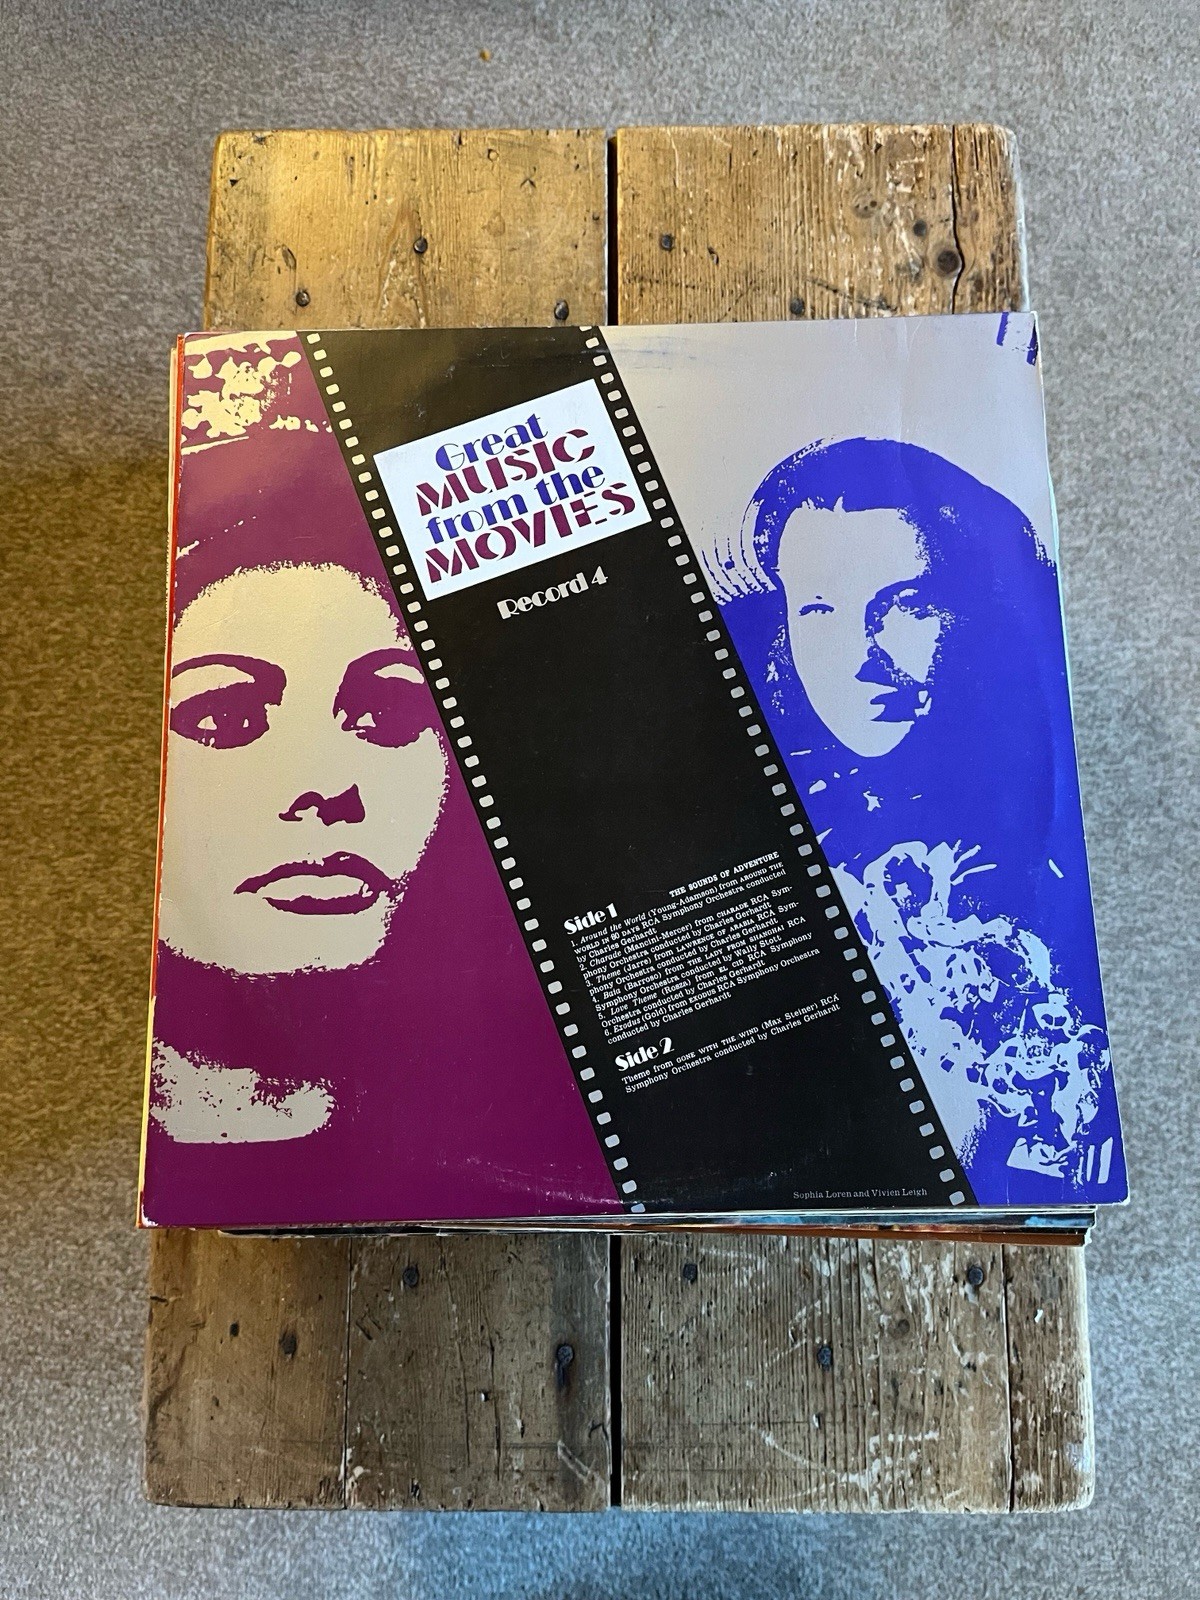 Great
MUSIC
from the
MOVIES
Record 4
THE SOUNDS OF ADVENTURE
Side 1
1. Around the World (Young-Adamson) from AROUND THE
WORLD IN 80 DAYS RCA Symphony Orchestra conducted
by Charles Gerhardt
2. Charade (Mancini-Mercer) from CHARADE RCA Sym-
phony Orchestra conducted by Charles Gerhardt
3. Theme (Jarre) from LAWRENCE OF ARABIA RCA Sym-
phony Orchestra conducted by Charles Gerhardt
4. Baia (Barroso) from THE LADY FROM SHANGHAI RCA
Symphony Orchestra conducted by Wally Stott
5. Love Theme (Rosza) from EL CID RCA Symphony
Orchestra conducted by Charles Gerhardt
6. Exodus (Gold) from EXODUS RCA Symphony Orchestra
conducted by Charles Gerhardt
Side 2
Theme from GONE WITH THE WIND (Max Steiner) RCA
Symphony Orchestra conducted by Charles Gerhardt
Sophia Loren and Vivien Leigh